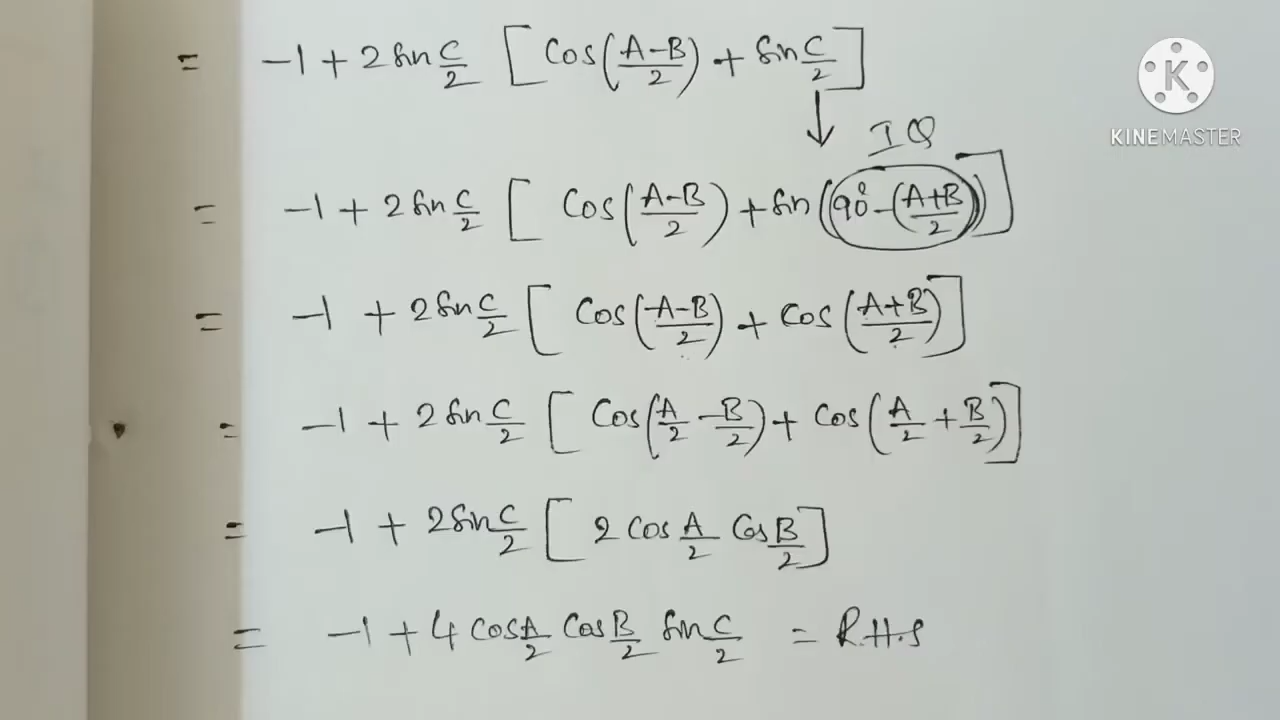 = -1 + 2 sin C/2 [ Cos(A-B/2) + sin C/2 ]
↓ IQ
K
KINEMASTER
= -1 + 2 sin C/2 [ Cos(A-B/2) + sin(90° - (A+B/2)) ]
= -1 + 2 sin C/2 [ Cos(A-B/2) + Cos(A+B/2) ]
= -1 + 2 sin C/2 [ Cos(A/2 - B/2) + Cos(A/2 + B/2) ]
= -1 + 2 sin C/2 [ 2 Cos A/2 Cos B/2 ]
= -1 + 4 Cos A/2 Cos B/2 sin C/2 = R.H.S